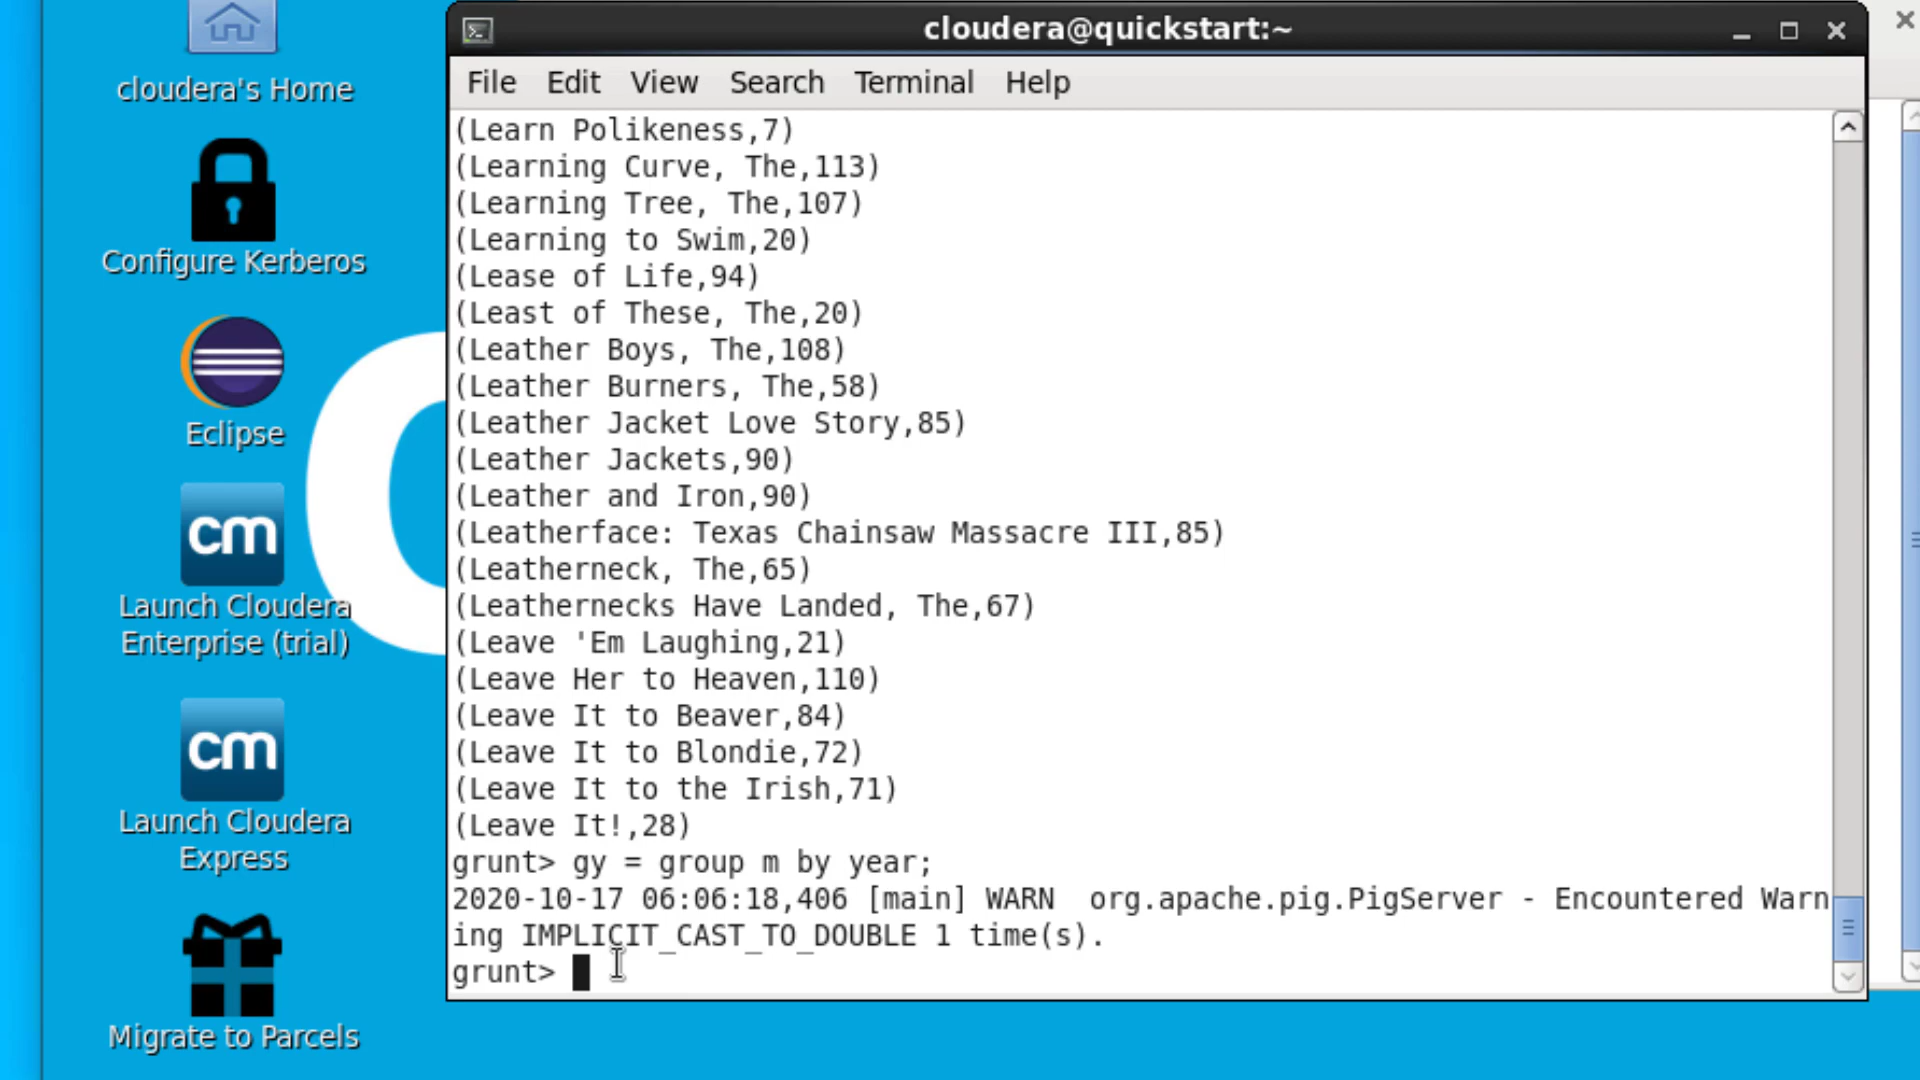 cloudera@quickstart:~
File Edit View Search Terminal Help
(Learn Polikeness,7)
(Learning Curve, The,113)
(Learning Tree, The,107)
(Learning to Swim,20)
(Lease of Life,94)
(Least of These, The,20)
(Leather Boys, The,108)
(Leather Burners, The,58)
(Leather Jacket Love Story,85)
(Leather Jackets,90)
(Leather and Iron,90)
(Leatherface: Texas Chainsaw Massacre III,85)
(Leatherneck, The,65)
(Leathernecks Have Landed, The,67)
(Leave 'Em Laughing,21)
(Leave Her to Heaven,110)
(Leave It to Beaver,84)
(Leave It to Blondie,72)
(Leave It to the Irish,71)
(Leave It!,28)
grunt> gy = group m by year;
2020-10-17 06:06:18,406 [main] WARN  org.apache.pig.PigServer - Encountered Warn
ing IMPLICIT_CAST_TO_DOUBLE 1 time(s).
grunt>
cloudera's Home
Configure Kerberos
Eclipse
cm
Launch Cloudera
Enterprise (trial)
cm
Launch Cloudera
Express
Migrate to Parcels